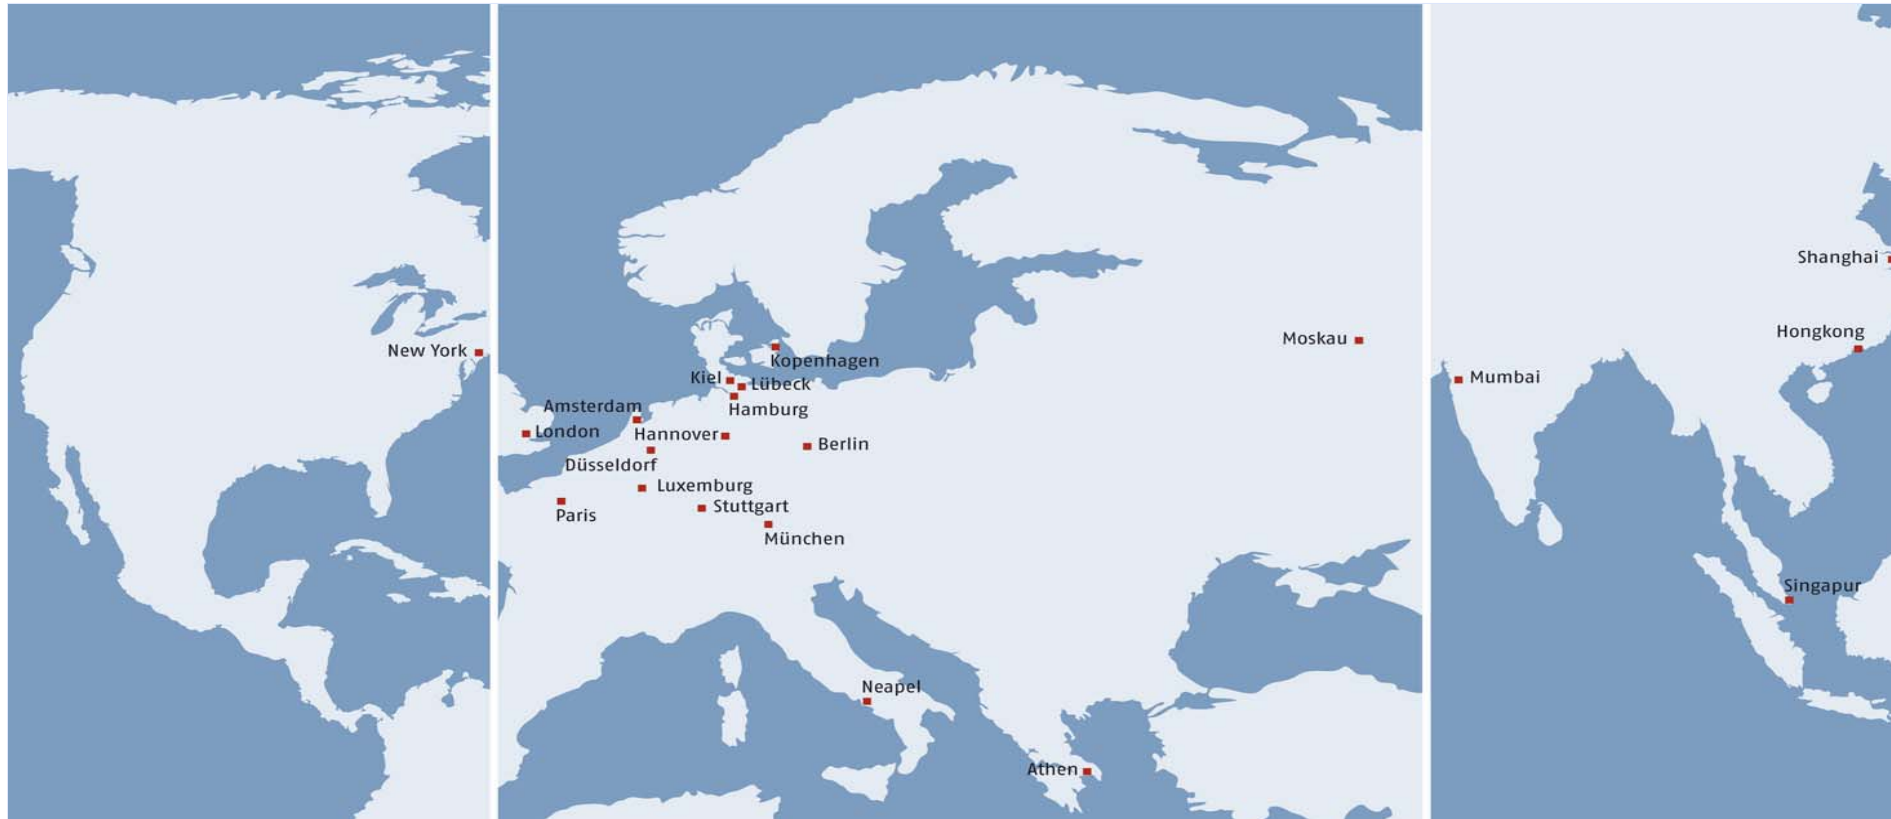 New York
Kopenhagen
Kiel
Lübeck
Hamburg
Amsterdam
London
Hannover
Berlin
Düsseldorf
Luxemburg
Paris
Stuttgart
München
Neapel
Athen
Moskau
Shanghai
Hongkong
Mumbai
Singapur